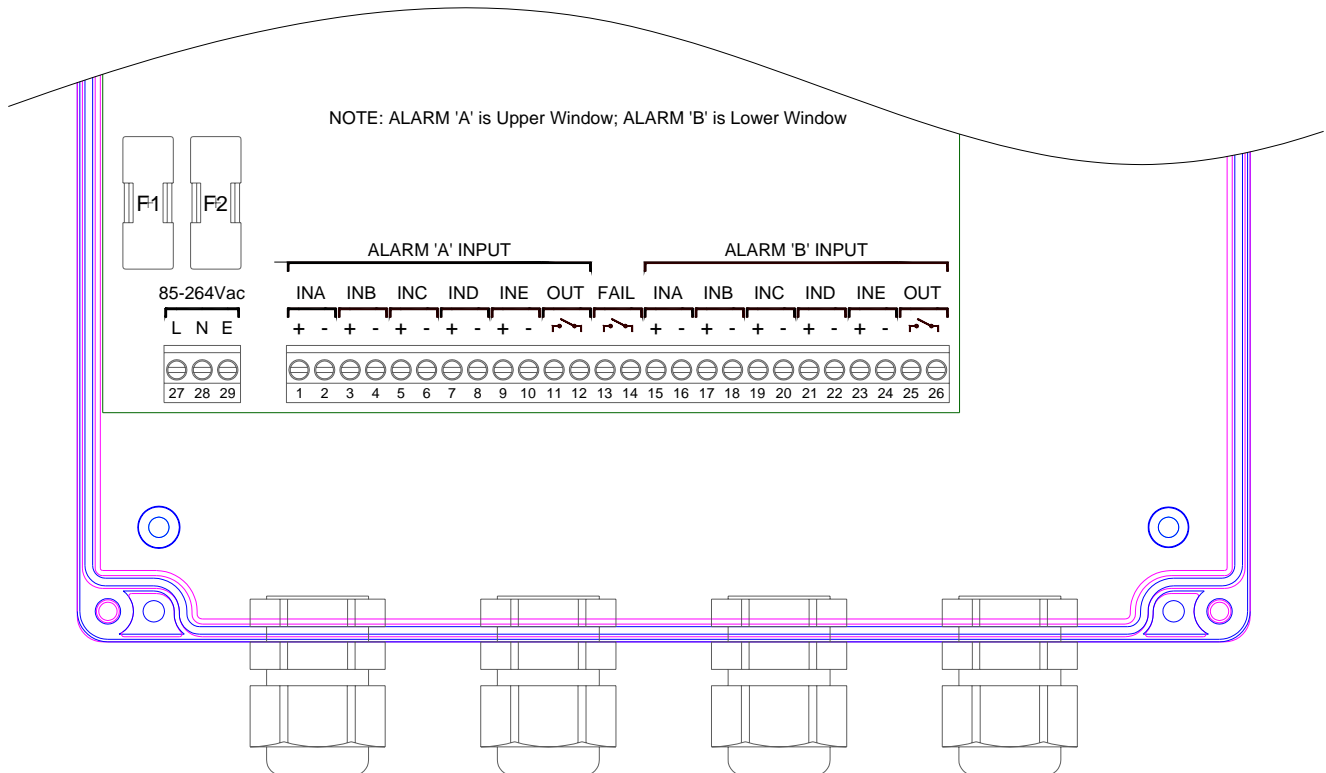 NOTE: ALARM 'A' is Upper Window; ALARM 'B' is Lower Window
F1 F2
ALARM 'A' INPUT ALARM 'B' INPUT
85-264Vac INA INB INC IND INE OUT FAIL INA INB INC IND INE OUT
L N E + - + - + - + - + - + - + - + - + - + -
27 28 29 1 2 3 4 5 6 7 8 9 10 11 12 13 14 15 16 17 18 19 20 21 22 23 24 25 26